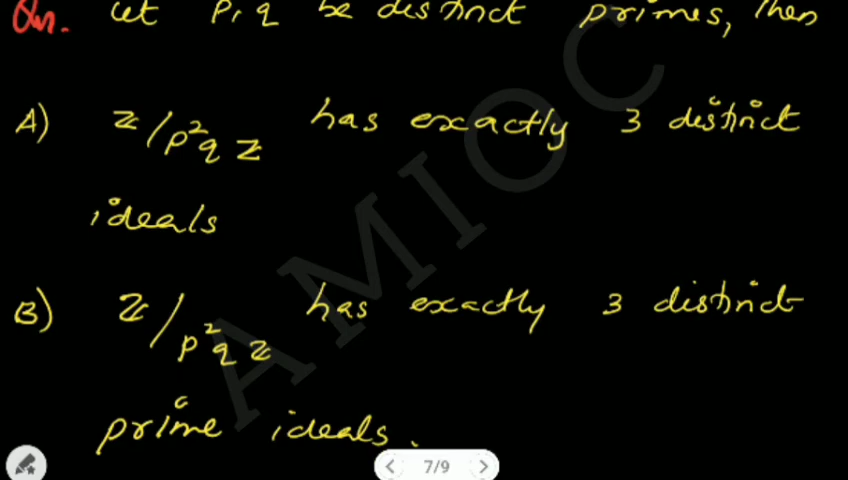 Qn. let p, q be distinct primes, then
A) ℤ/p²qℤ has exactly 3 distinct
ideals
B) ℤ/p²qℤ has exactly 3 distinct
prime ideals.
AMIOC
7/9